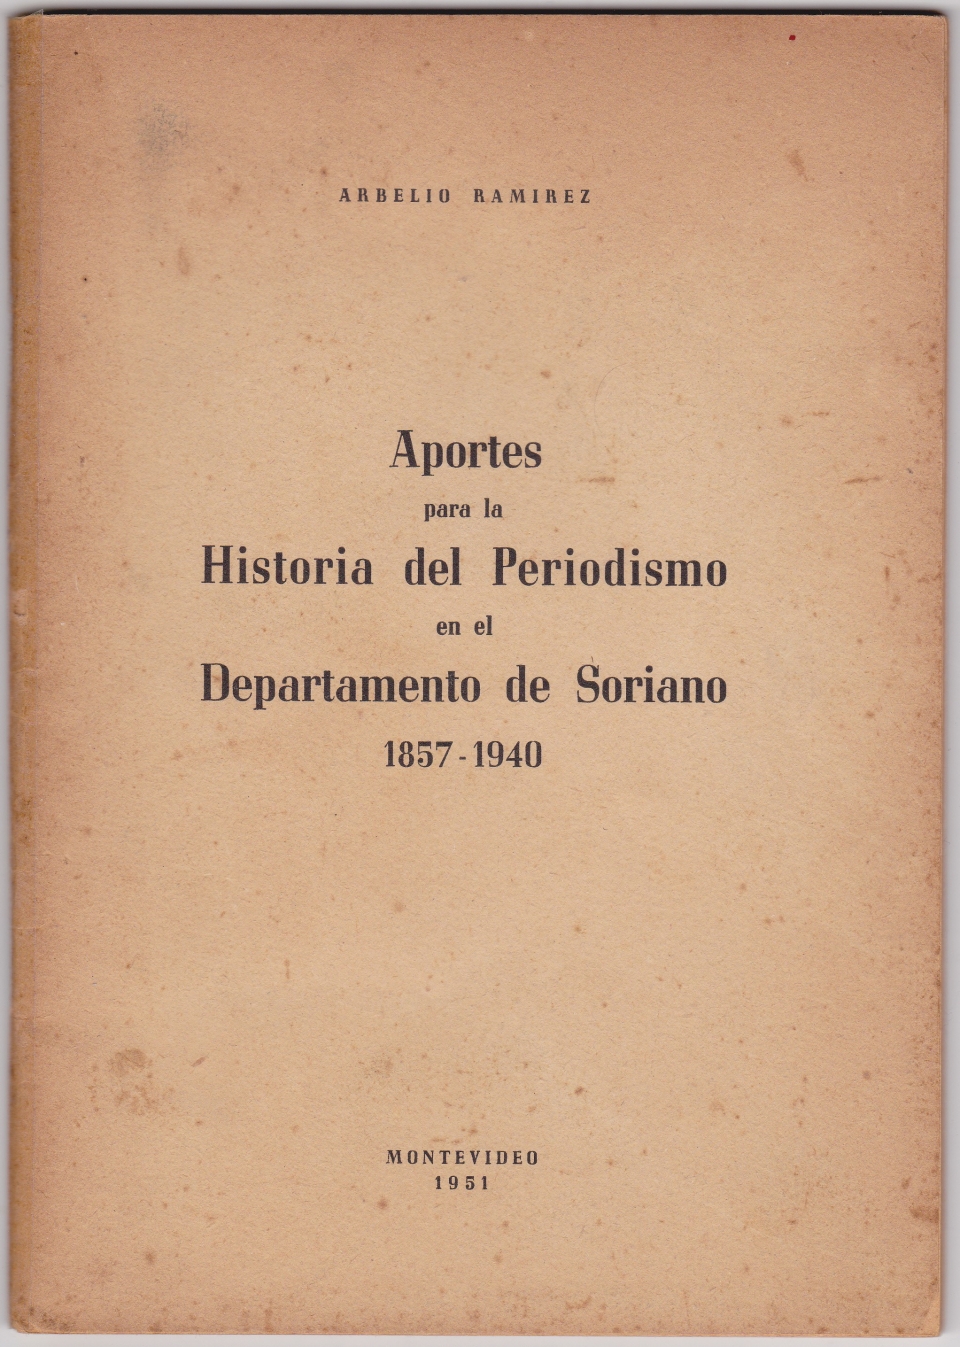 ARBELIO RAMIREZ
Aportes
para la
Historia del Periodismo
en el
Departamento de Soriano
1857-1940
MONTEVIDEO
1951